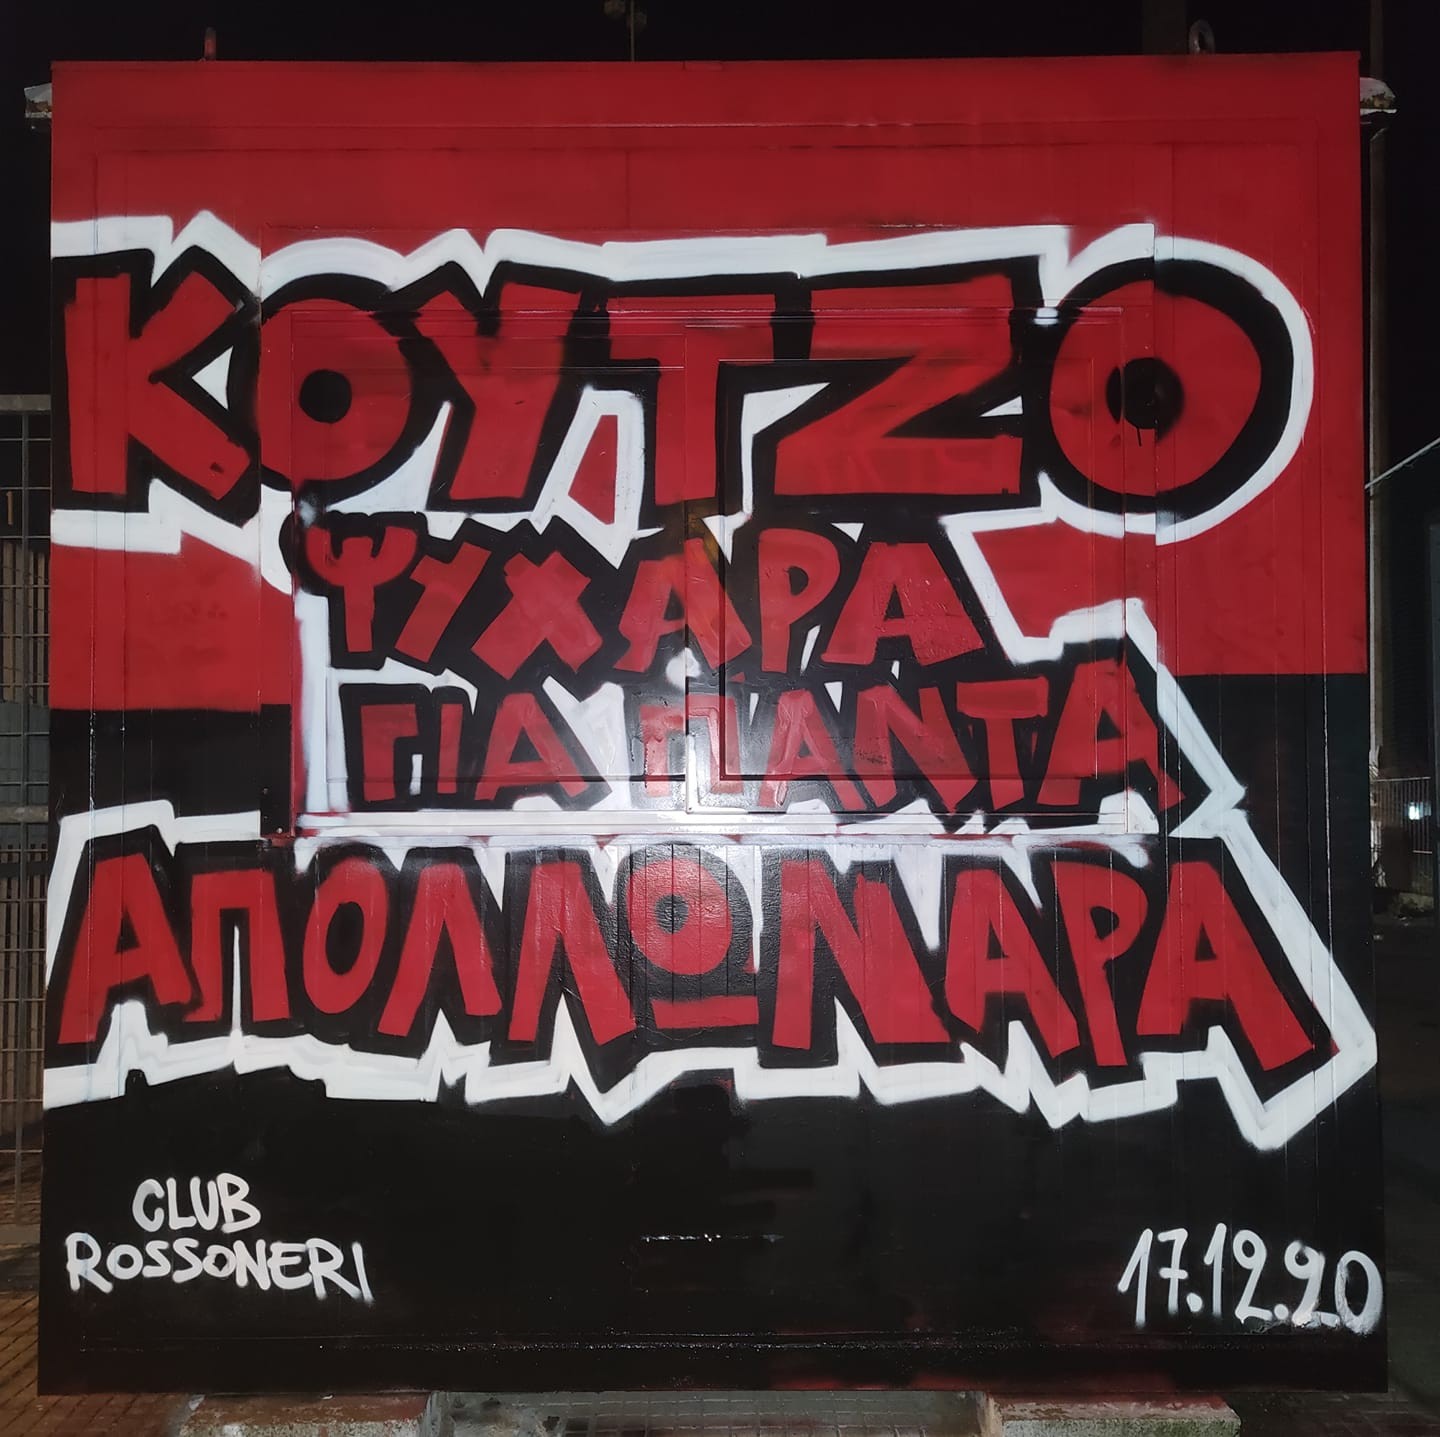 ΚΟΥΤΖΟ
ΨΥΧΑΡΑ
ΓΙΑ ΠΑΝΤΑ
ΑΠΟΛΛΩΝΑΡΑ
CLUB
ROSSONERI
17.12.20